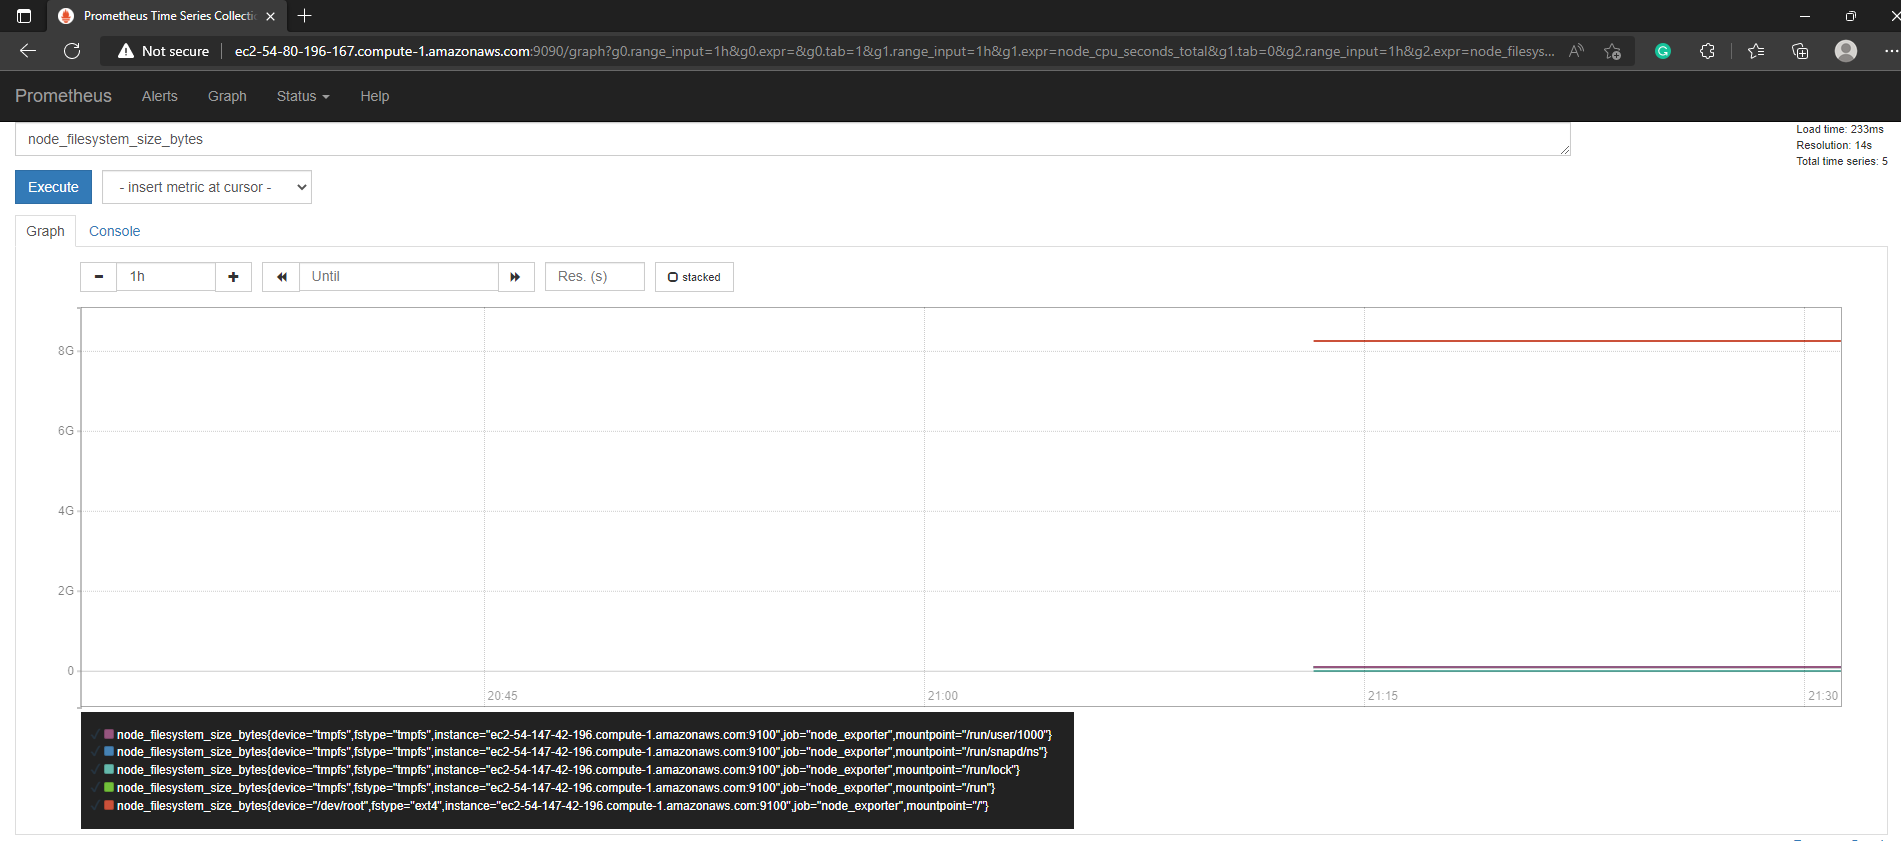 Prometheus Time Series Collecti
Not secure
ec2-54-80-196-167.compute-1.amazonaws.com:9090/graph?g0.range_input=1h&g0.expr=&g0.tab=1&g1.range_input=1h&g1.expr=node_cpu_seconds_total&g1.tab=0&g2.range_input=1h&g2.expr=node_filesys...
Prometheus Alerts Graph Status Help
node_filesystem_size_bytes
Load time: 233ms
Resolution: 14s
Total time series: 5
Execute
- insert metric at cursor -
Graph Console
1h
Until
Res. (s)
stacked
8G
6G
4G
2G
0
20:45 21:00 21:15 21:30
node_filesystem_size_bytes{device="tmpfs",fstype="tmpfs",instance="ec2-54-147-42-196.compute-1.amazonaws.com:9100",job="node_exporter",mountpoint="/run/user/1000"}
node_filesystem_size_bytes{device="tmpfs",fstype="tmpfs",instance="ec2-54-147-42-196.compute-1.amazonaws.com:9100",job="node_exporter",mountpoint="/run/snapd/ns"}
node_filesystem_size_bytes{device="tmpfs",fstype="tmpfs",instance="ec2-54-147-42-196.compute-1.amazonaws.com:9100",job="node_exporter",mountpoint="/run/lock"}
node_filesystem_size_bytes{device="tmpfs",fstype="tmpfs",instance="ec2-54-147-42-196.compute-1.amazonaws.com:9100",job="node_exporter",mountpoint="/run"}
node_filesystem_size_bytes{device="/dev/root",fstype="ext4",instance="ec2-54-147-42-196.compute-1.amazonaws.com:9100",job="node_exporter",mountpoint="/"}